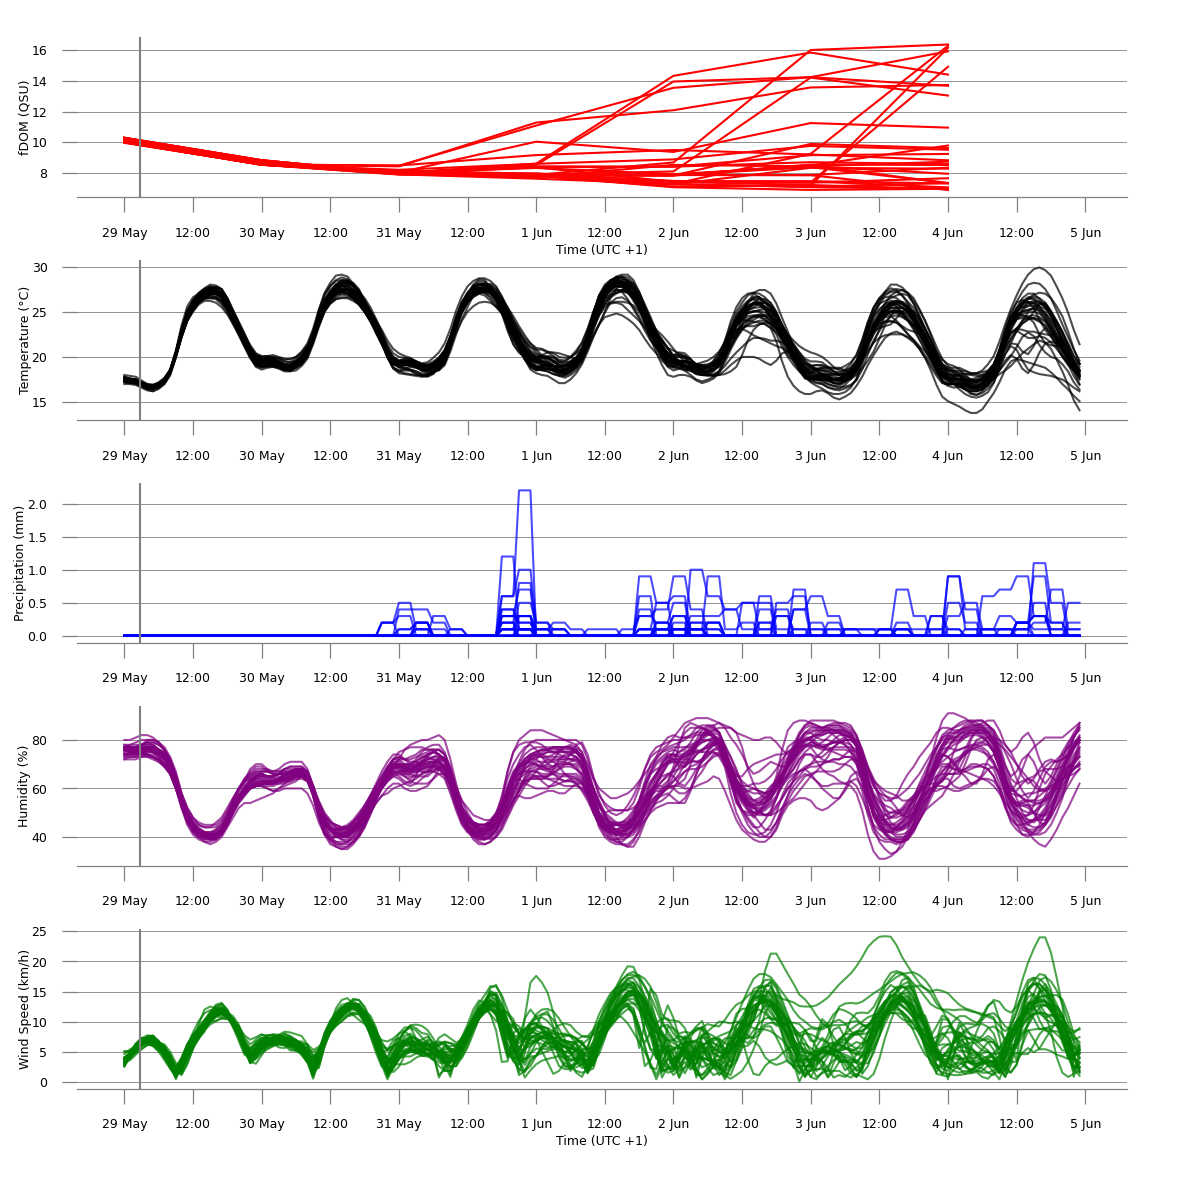 16
14
12
10
8
fDOM (QSU)
29 May 12:00 30 May 12:00 31 May 12:00 1 Jun 12:00 2 Jun 12:00 3 Jun 12:00 4 Jun 12:00 5 Jun
Time (UTC +1)
30
25
20
15
Temperature (°C)
29 May 12:00 30 May 12:00 31 May 12:00 1 Jun 12:00 2 Jun 12:00 3 Jun 12:00 4 Jun 12:00 5 Jun
2.0
1.5
1.0
0.5
0.0
Precipitation (mm)
29 May 12:00 30 May 12:00 31 May 12:00 1 Jun 12:00 2 Jun 12:00 3 Jun 12:00 4 Jun 12:00 5 Jun
80
60
40
Humidity (%)
29 May 12:00 30 May 12:00 31 May 12:00 1 Jun 12:00 2 Jun 12:00 3 Jun 12:00 4 Jun 12:00 5 Jun
25
20
15
10
5
0
Wind Speed (km/h)
29 May 12:00 30 May 12:00 31 May 12:00 1 Jun 12:00 2 Jun 12:00 3 Jun 12:00 4 Jun 12:00 5 Jun
Time (UTC +1)